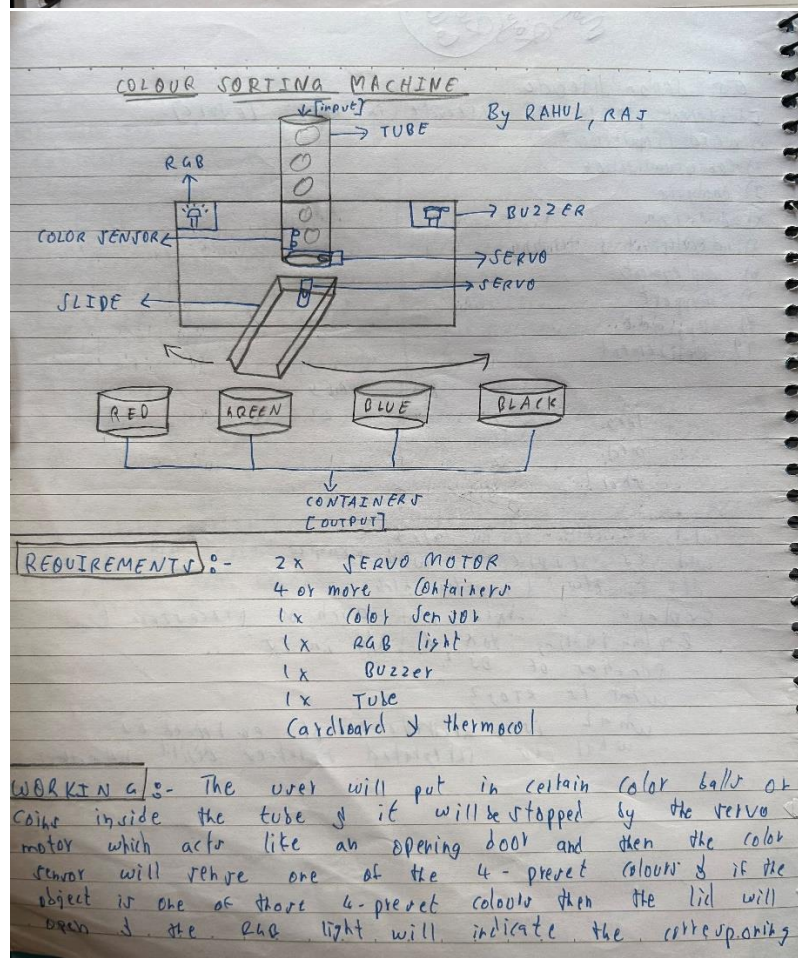 COLOUR SORTING MACHINE
By RAHUL, RAJ
[input]
TUBE
RGB
BUZZER
COLOR SENSOR
SERVO
SERVO
SLIDE
RED GREEN BLUE BLACK
CONTAINERS
[OUTPUT]
REQUIREMENTS :- 2x SERVO MOTOR
4 or more Containers
1x Color Sensor
1x RGB light
1x Buzzer
1x Tube
Cardboard & thermocol
WORKING :- The user will put in certain color balls or
coins inside the tube & it will be stopped by the servo
motor which acts like an opening door and then the color
sensor will sense one of the 4-preset colours & if the
object is one of those 4-preset colours then the lid will
open & the RGB light will indicate the corresponing